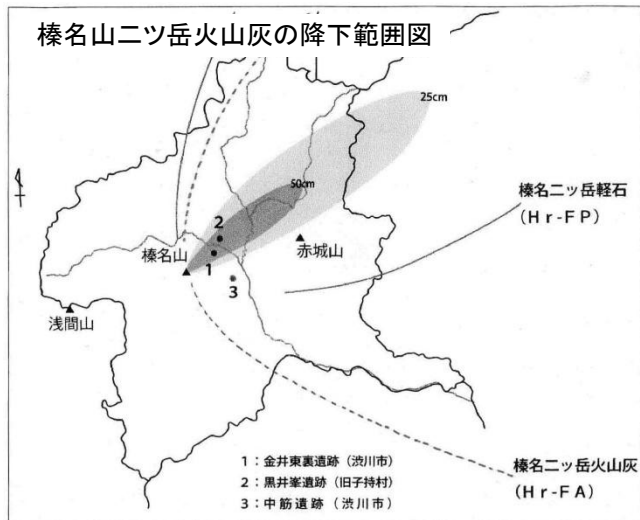 榛名山二ツ岳火山灰の降下範囲図
25cm
50cm
榛名二ッ岳軽石
(Hr-FP)
2
榛名山
赤城山
1
3
浅間山
1：金井東裏遺跡（渋川市）
2：黒井峯遺跡（旧子持村）
3：中筋遺跡（渋川市）
榛名二ッ岳火山灰
(Hr-FA)